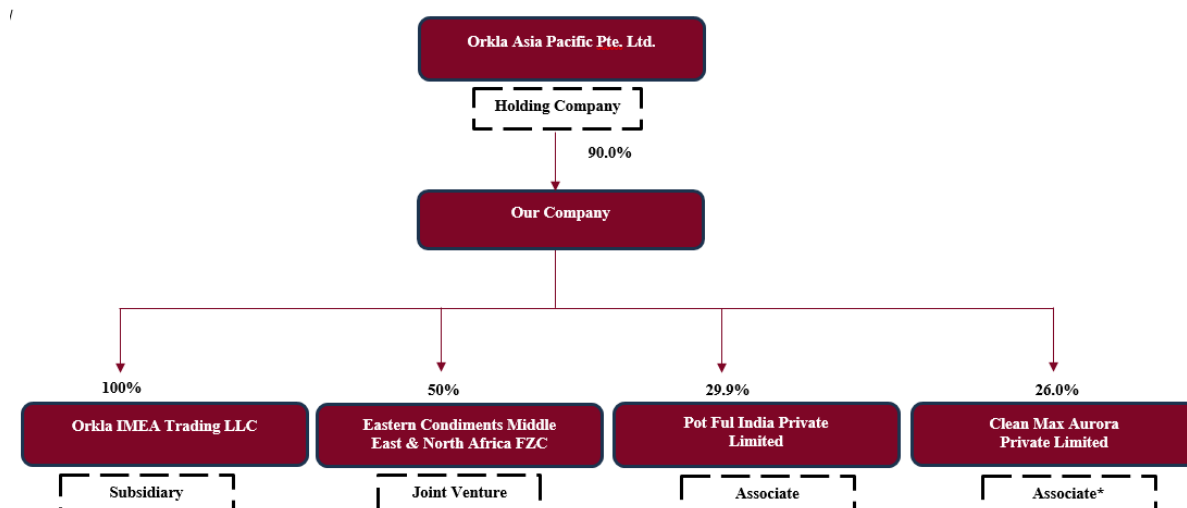 Orkla Asia Pacific Pte. Ltd.
Holding Company
90.0%
Our Company
100%
50%
29.9%
26.0%
Orkla IMEA Trading LLC
Eastern Condiments Middle
East & North Africa FZC
Pot Ful India Private
Limited
Clean Max Aurora
Private Limited
Subsidiary
Joint Venture
Associate
Associate*